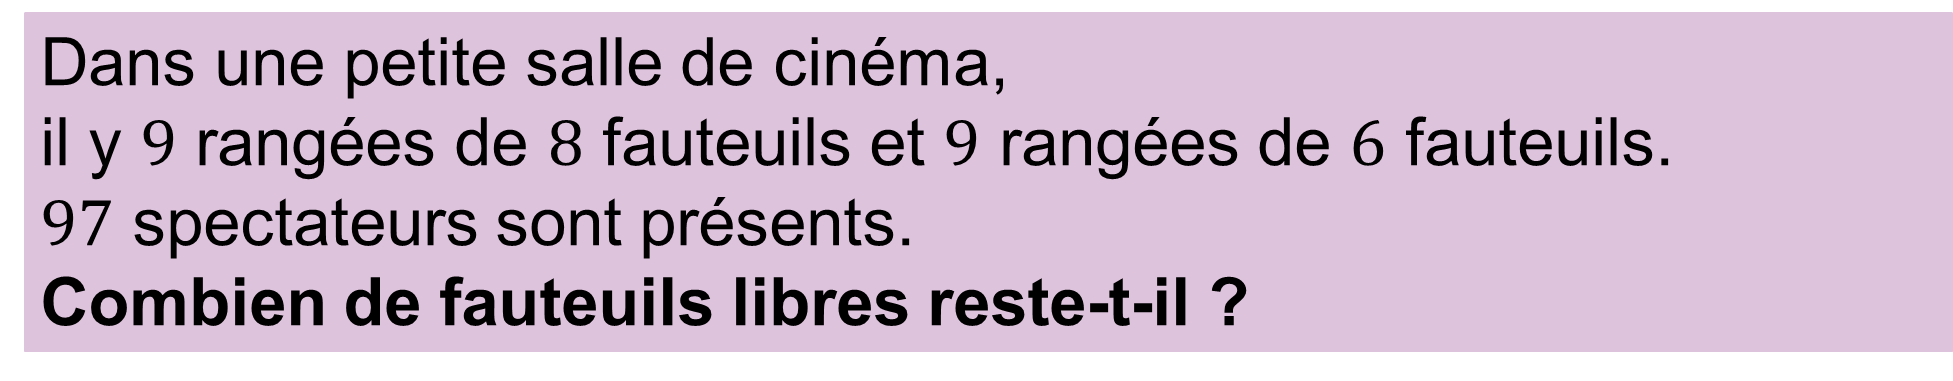 Dans une petite salle de cinéma,
il y 9 rangées de 8 fauteuils et 9 rangées de 6 fauteuils.
97 spectateurs sont présents.
Combien de fauteuils libres reste-t-il ?